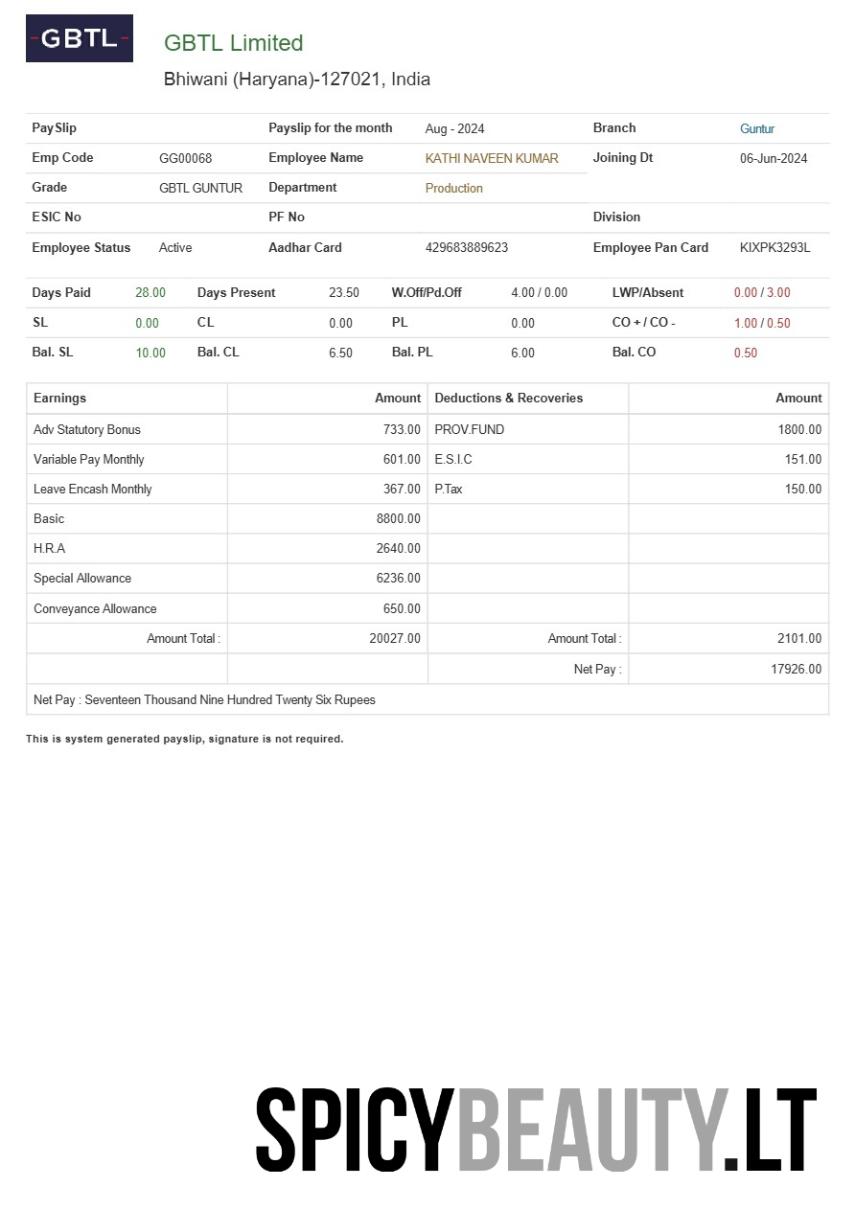 GBTL
GBTL Limited
Bhiwani (Haryana)-127021, India
PaySlip Payslip for the month Aug - 2024 Branch Guntur
Emp Code GG00068 Employee Name KATHI NAVEEN KUMAR Joining Dt 06-Jun-2024
Grade GBTL GUNTUR Department Production
ESIC No PF No Division
Employee Status Active Aadhar Card 429683889623 Employee Pan Card KIXPK3293L
Days Paid 28.00 Days Present 23.50 W.Off/Pd.Off 4.00 / 0.00 LWP/Absent 0.00 / 3.00
SL 0.00 CL 0.00 PL 0.00 CO + / CO - 1.00 / 0.50
Bal. SL 10.00 Bal. CL 6.50 Bal. PL 6.00 Bal. CO 0.50
Earnings Amount Deductions & Recoveries Amount
Adv Statutory Bonus 733.00 PROV.FUND 1800.00
Variable Pay Monthly 601.00 E.S.I.C 151.00
Leave Encash Monthly 367.00 P.Tax 150.00
Basic 8800.00
H.R.A 2640.00
Special Allowance 6236.00
Conveyance Allowance 650.00
Amount Total : 20027.00 Amount Total : 2101.00
Net Pay : 17926.00
Net Pay : Seventeen Thousand Nine Hundred Twenty Six Rupees
This is system generated payslip, signature is not required.
SPICYBEAUTY.LT